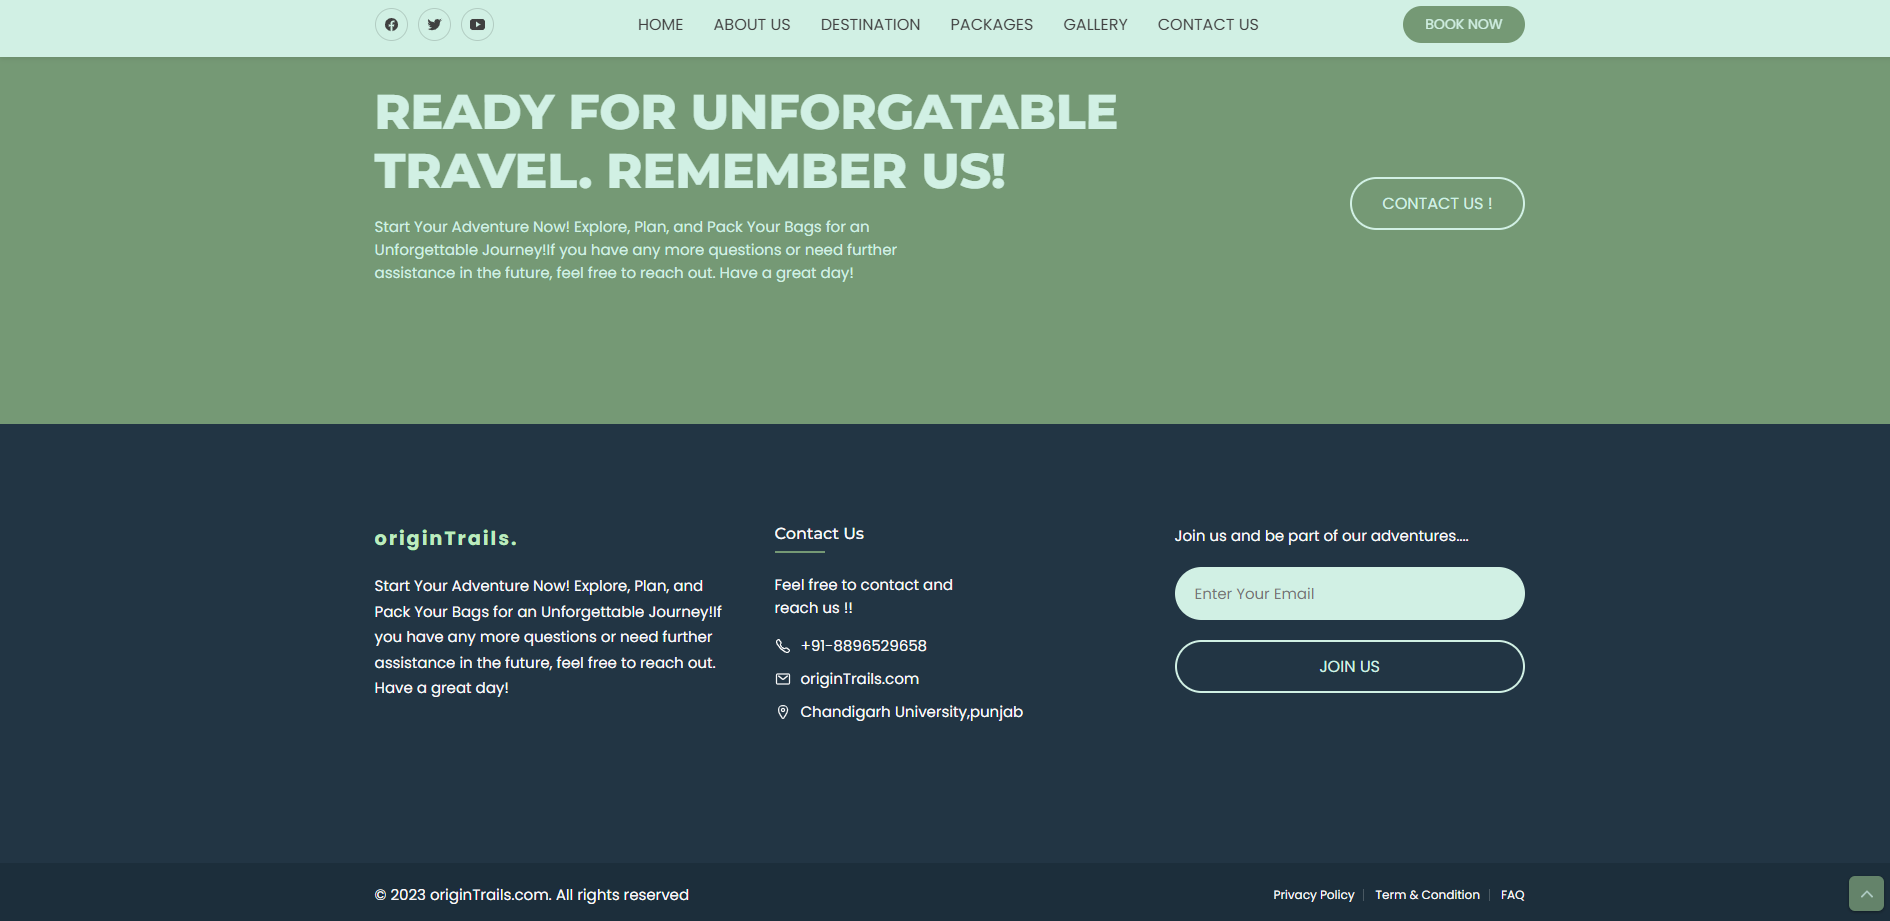 HOME ABOUT US DESTINATION PACKAGES GALLERY CONTACT US BOOK NOW
READY FOR UNFORGATABLE
TRAVEL. REMEMBER US!
Start Your Adventure Now! Explore, Plan, and Pack Your Bags for an
Unforgettable Journey!If you have any more questions or need further
assistance in the future, feel free to reach out. Have a great day!
CONTACT US !
originTrails.
Start Your Adventure Now! Explore, Plan, and
Pack Your Bags for an Unforgettable Journey!If
you have any more questions or need further
assistance in the future, feel free to reach out.
Have a great day!
Contact Us
Feel free to contact and
reach us !!
+91-8896529658
originTrails.com
Chandigarh University,punjab
Join us and be part of our adventures....
Enter Your Email
JOIN US
© 2023 originTrails.com. All rights reserved
Privacy Policy Term & Condition FAQ